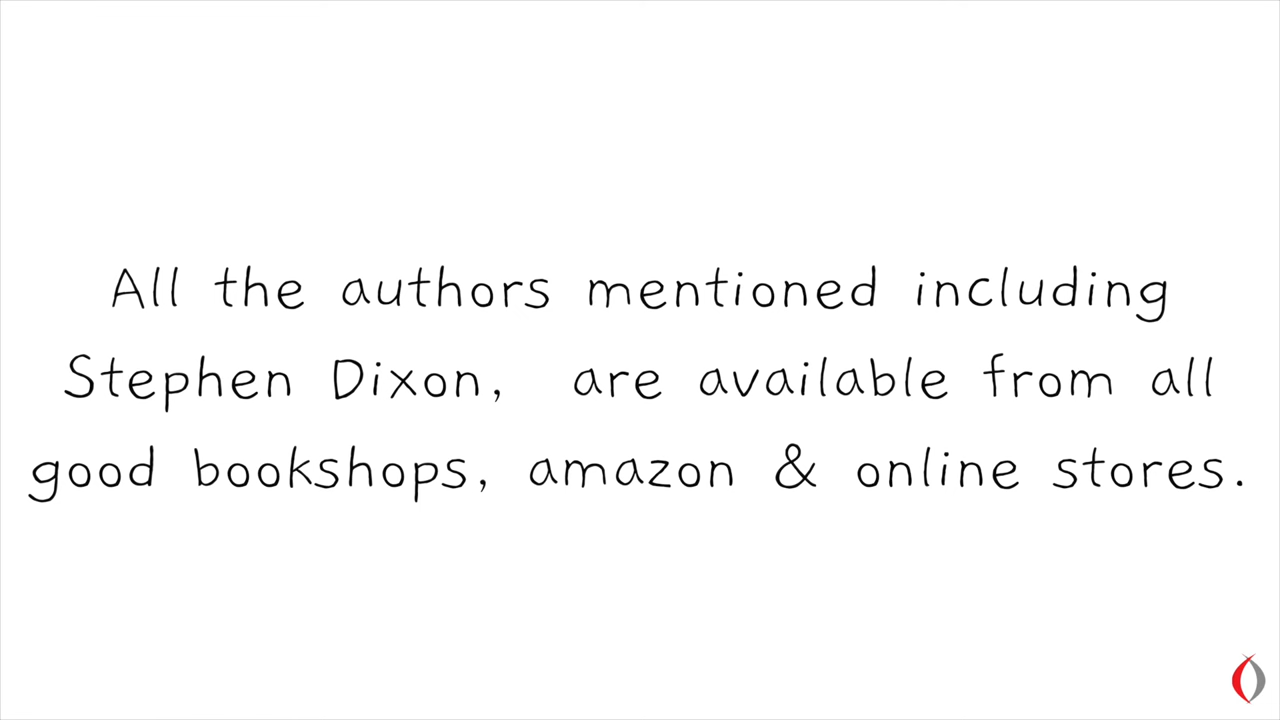 All the authors mentioned including
Stephen Dixon, are available from all
good bookshops, amazon & online stores.